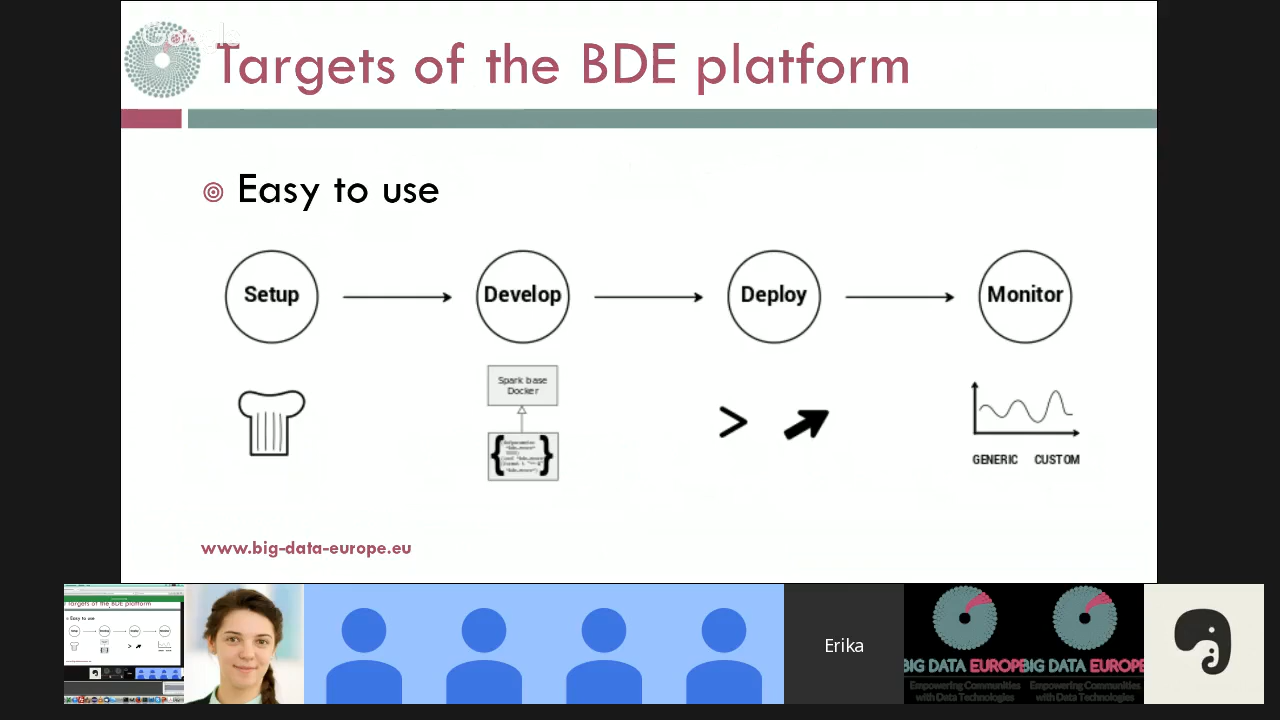 Targets of the BDE platform
Easy to use
Setup
Develop
Deploy
Monitor
Spark base
Docker
GENERIC CUSTOM
www.big-data-europe.eu
Targets of the BDE platform
Easy to use
Erika
BIG DATA EUROPE
Empowering Communities
with Data Technologies
BIG DATA EUROPE
Empowering Communities
with Data Technologies